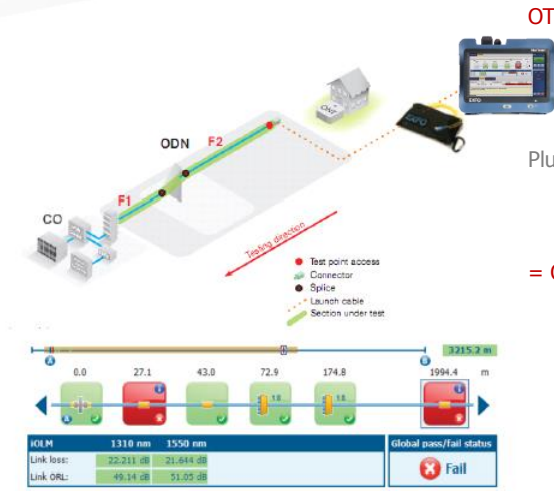 OT
EXFO
EXFO
Plu
ONT
ODN
F2
F1
CO
Testing direction
= 
Test point access
Connector
Splice
Launch cable
Section under test
A
B
3215.2 m
0.0 27.1 43.0 72.9 174.8 1994.4 m
1:8 1:8
A
iOLM 1310 nm 1550 nm Global pass/fail status
Link loss: 22.211 dB 21.644 dB
Fail
Link ORL: 49.14 dB 51.05 dB